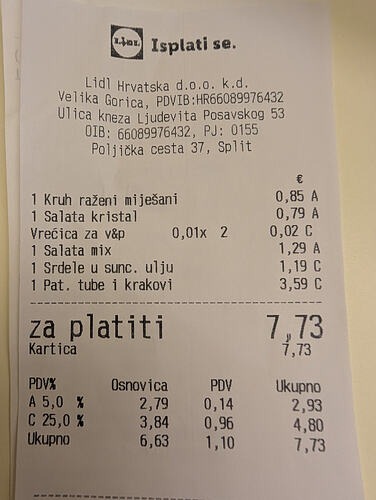 LIDL Isplati se.
Lidl Hrvatska d.o.o. k.d.
Velika Gorica, PDVIB:HR66089976432
Ulica kneza Ljudevita Posavskog 53
OIB: 66089976432, PJ: 0155
Poljička cesta 37, Split
€
1 Kruh raženi miješani 0,85 A
1 Salata kristal 0,79 A
Vrećica za v&p 0,01x 2 0,02 C
1 Salata mix 1,29 A
1 Srdele u sunc. ulju 1,19 C
1 Pat. tube i krakovi 3,59 C
za platiti 7,73
Kartica 7,73
PDV% Osnovica PDV Ukupno
A 5,0 % 2,79 0,14 2,93
C 25,0 % 3,84 0,96 4,80
Ukupno 6,63 1,10 7,73